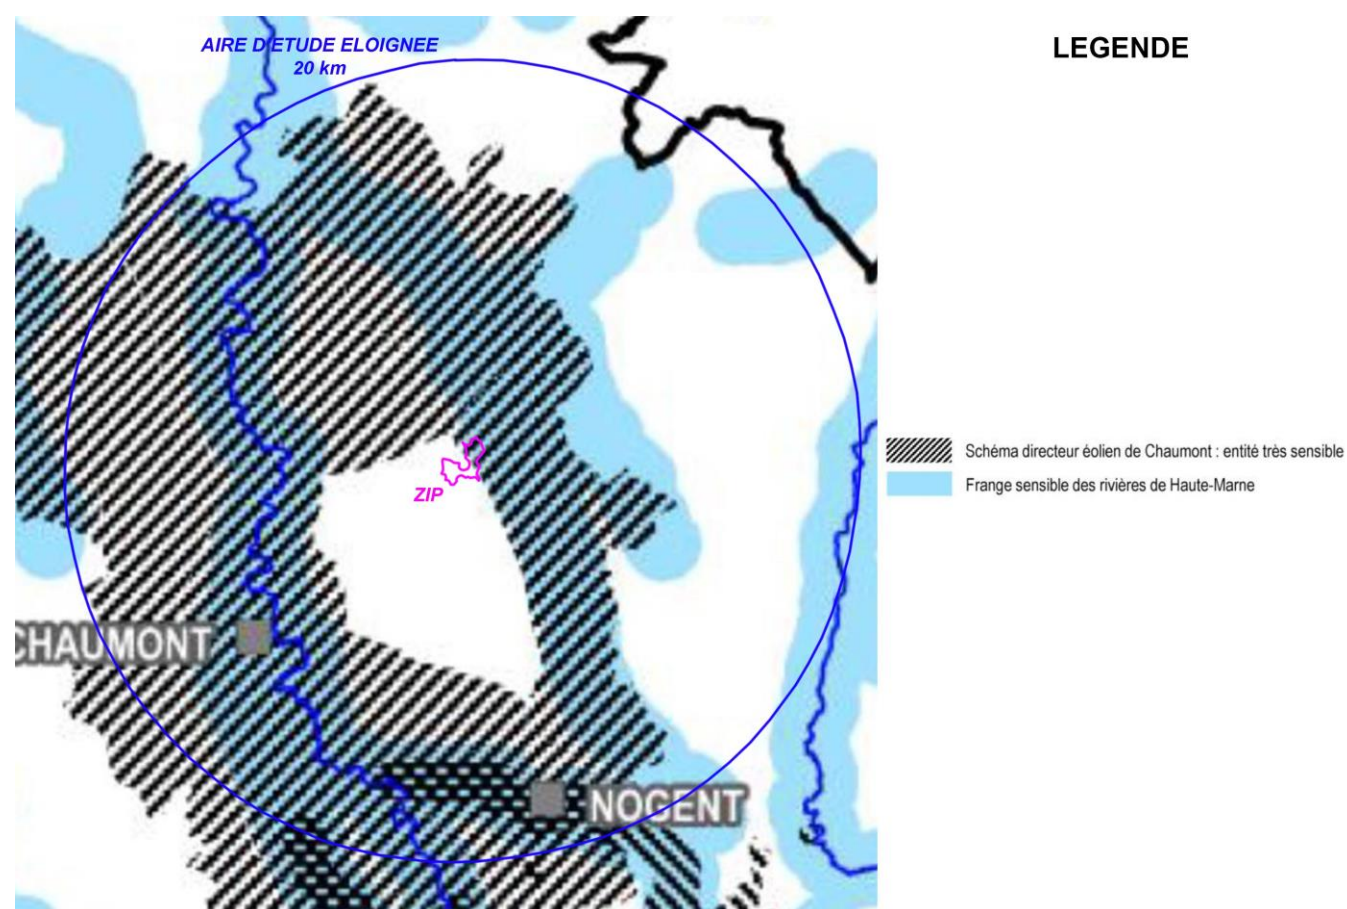 AIRE D'ETUDE ELOIGNEE
20 km
LEGENDE
Schéma directeur éolien de Chaumont : entité très sensible
Frange sensible des rivières de Haute-Marne
ZIP
CHAUMONT
NOGENT